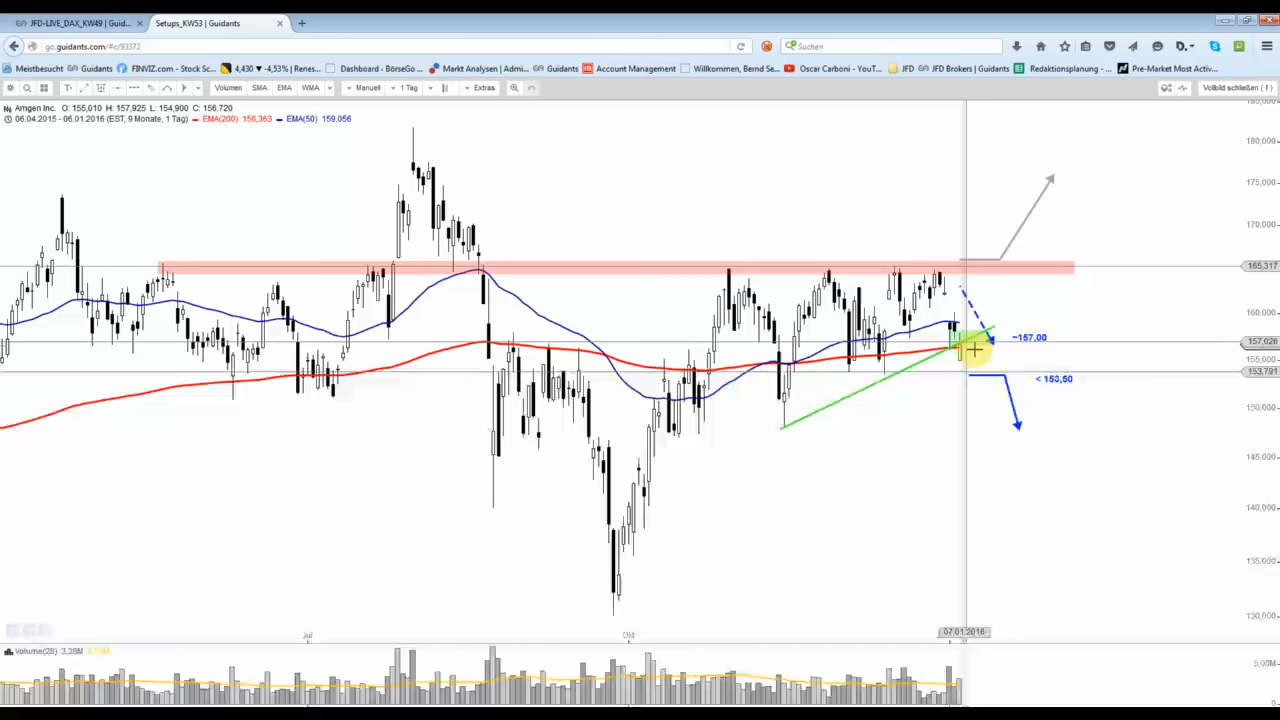 JFD-LIVE_DAX_KW49 | Guid...
Setups_KW53 | Guidants
go.guidants.com/#c/93372
Suchen
Meistbesucht Guidants FINVIZ.com - Stock Sc... 4,430 ▼ -4,53% | Renes... Dashboard - BörseGo ... Markt Analysen | Admi... Guidants Account Management Willkommen, Bernd Se... Oscar Carboni - YouT... JFD JFD Brokers | Guidants Redaktionsplanung - ... Pre-Market Most Activ...
Volumen SMA EMA WMA Manuell 1 Tag Extras Vollbild schließen ( f )
Amgen Inc. O: 155,010 H: 157,925 L: 154,900 C: 156,720
06.04.2015 - 06.01.2016 (EST, 9 Monate, 1 Tag) EMA(200) 156,363 EMA(50) 159,056
185,000
180,000
175,000
170,000
165,317
160,000
~157,00
157,026
155,000
153,791
< 153,50
150,000
145,000
140,000
135,000
130,000
Jul Okt 07.01.2016
Volume(28) 3,28M
5,00M
0